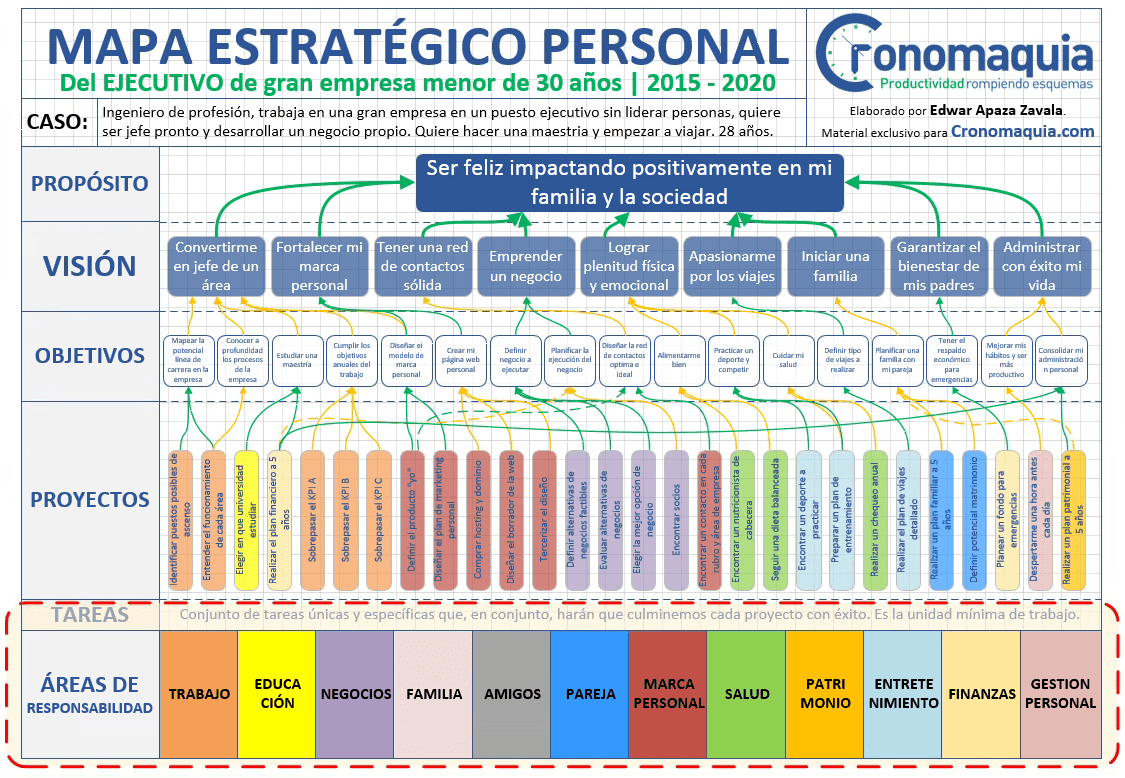 MAPA ESTRATÉGICO PERSONAL
Del EJECUTIVO de gran empresa menor de 30 años | 2015 - 2020
Cronomaquia
Productividad rompiendo esquemas
CASO:
Ingeniero de profesión, trabaja en una gran empresa en un puesto ejecutivo sin liderar personas, quiere
ser jefe pronto y desarrollar un negocio propio. Quiere hacer una maestria y empezar a viajar. 28 años.
Elaborado por Edwar Apaza Zavala.
Material exclusivo para Cronomaquia.com
PROPÓSITO
Ser feliz impactando positivamente en mi
familia y la sociedad
VISIÓN
Convertirme
en jefe de un
área
Fortalecer mi
marca
personal
Tener una red
de contactos
sólida
Emprender
un negocio
Lograr
plenitud física
y emocional
Apasionarme
por los viajes
Iniciar una
familia
Garantizar el
bienestar de
mis padres
Administrar
con éxito mi
vida
OBJETIVOS
Mapear la
potencial
línea de
carrera en la
empresa
Conocer a
profundidad
los procesos
de la
empresa
Estudiar una
maestría
Cumplir los
objetivos
anuales del
trabajo
Diseñar el
modelo de
marca
personal
Crear mi
página web
personal
Definir
negocio a
ejecutar
Planificar la
ejecución del
negocio
Diseñar la red
de contactos
optima e
ideal
Alimentarme
bien
Practicar un
deporte y
competir
Cuidar mi
salud
Definir tipo
de viajes a
realizar
Planificar una
familia con
mi pareja
Tener el
respaldo
económico
para
emergencias
Mejorar mis
hábitos y ser
más
productivo
Consolidar mi
administració
n personal
PROYECTOS
Identificar puestos posibles de
ascenso
Entender el funcionamiento
de cada área
Elegir en que universidad
estudiar
Realizar el plan financiero a 5
años
Sobrepasar el KPI A
Sobrepasar el KPI B
Sobrepasar el KPI C
Definir el producto "yo"
Diseñar el plan de marketing
personal
Comprar hosting y dominio
Diseñar el borrador de la web
Tercerizar el diseño
Definir alternativas de
negocios factibles
Evaluar alternativas de
negocios
Elegir la mejor opción de
negocio
Encontrar socios
Encontrar un contacto en cada
rubro y área de empresa
Encontrar un nutricionista de
cabecera
Seguir una dieta balanceada
Encontrar un deporte a
practicar
Preparar un plan de
entrenamiento
Realizar un chequeo anual
Realizar el plan de viajes
detallado
Realizar un plan familiar a 5
años
Definir potencial matrimonio
Planear un fondo para
emergencias
Despertarme una hora antes
cada día
Realizar un plan patrimonial a
5 años
TAREAS
Conjunto de tareas únicas y específicas que, en conjunto, harán que culminemos cada proyecto con éxito. Es la unidad mínima de trabajo.
ÁREAS DE
RESPONSABILIDAD
TRABAJO
EDUCA
CIÓN
NEGOCIOS
FAMILIA
AMIGOS
PAREJA
MARCA
PERSONAL
SALUD
PATRI
MONIO
ENTRETE
NIMIENTO
FINANZAS
GESTION
PERSONAL